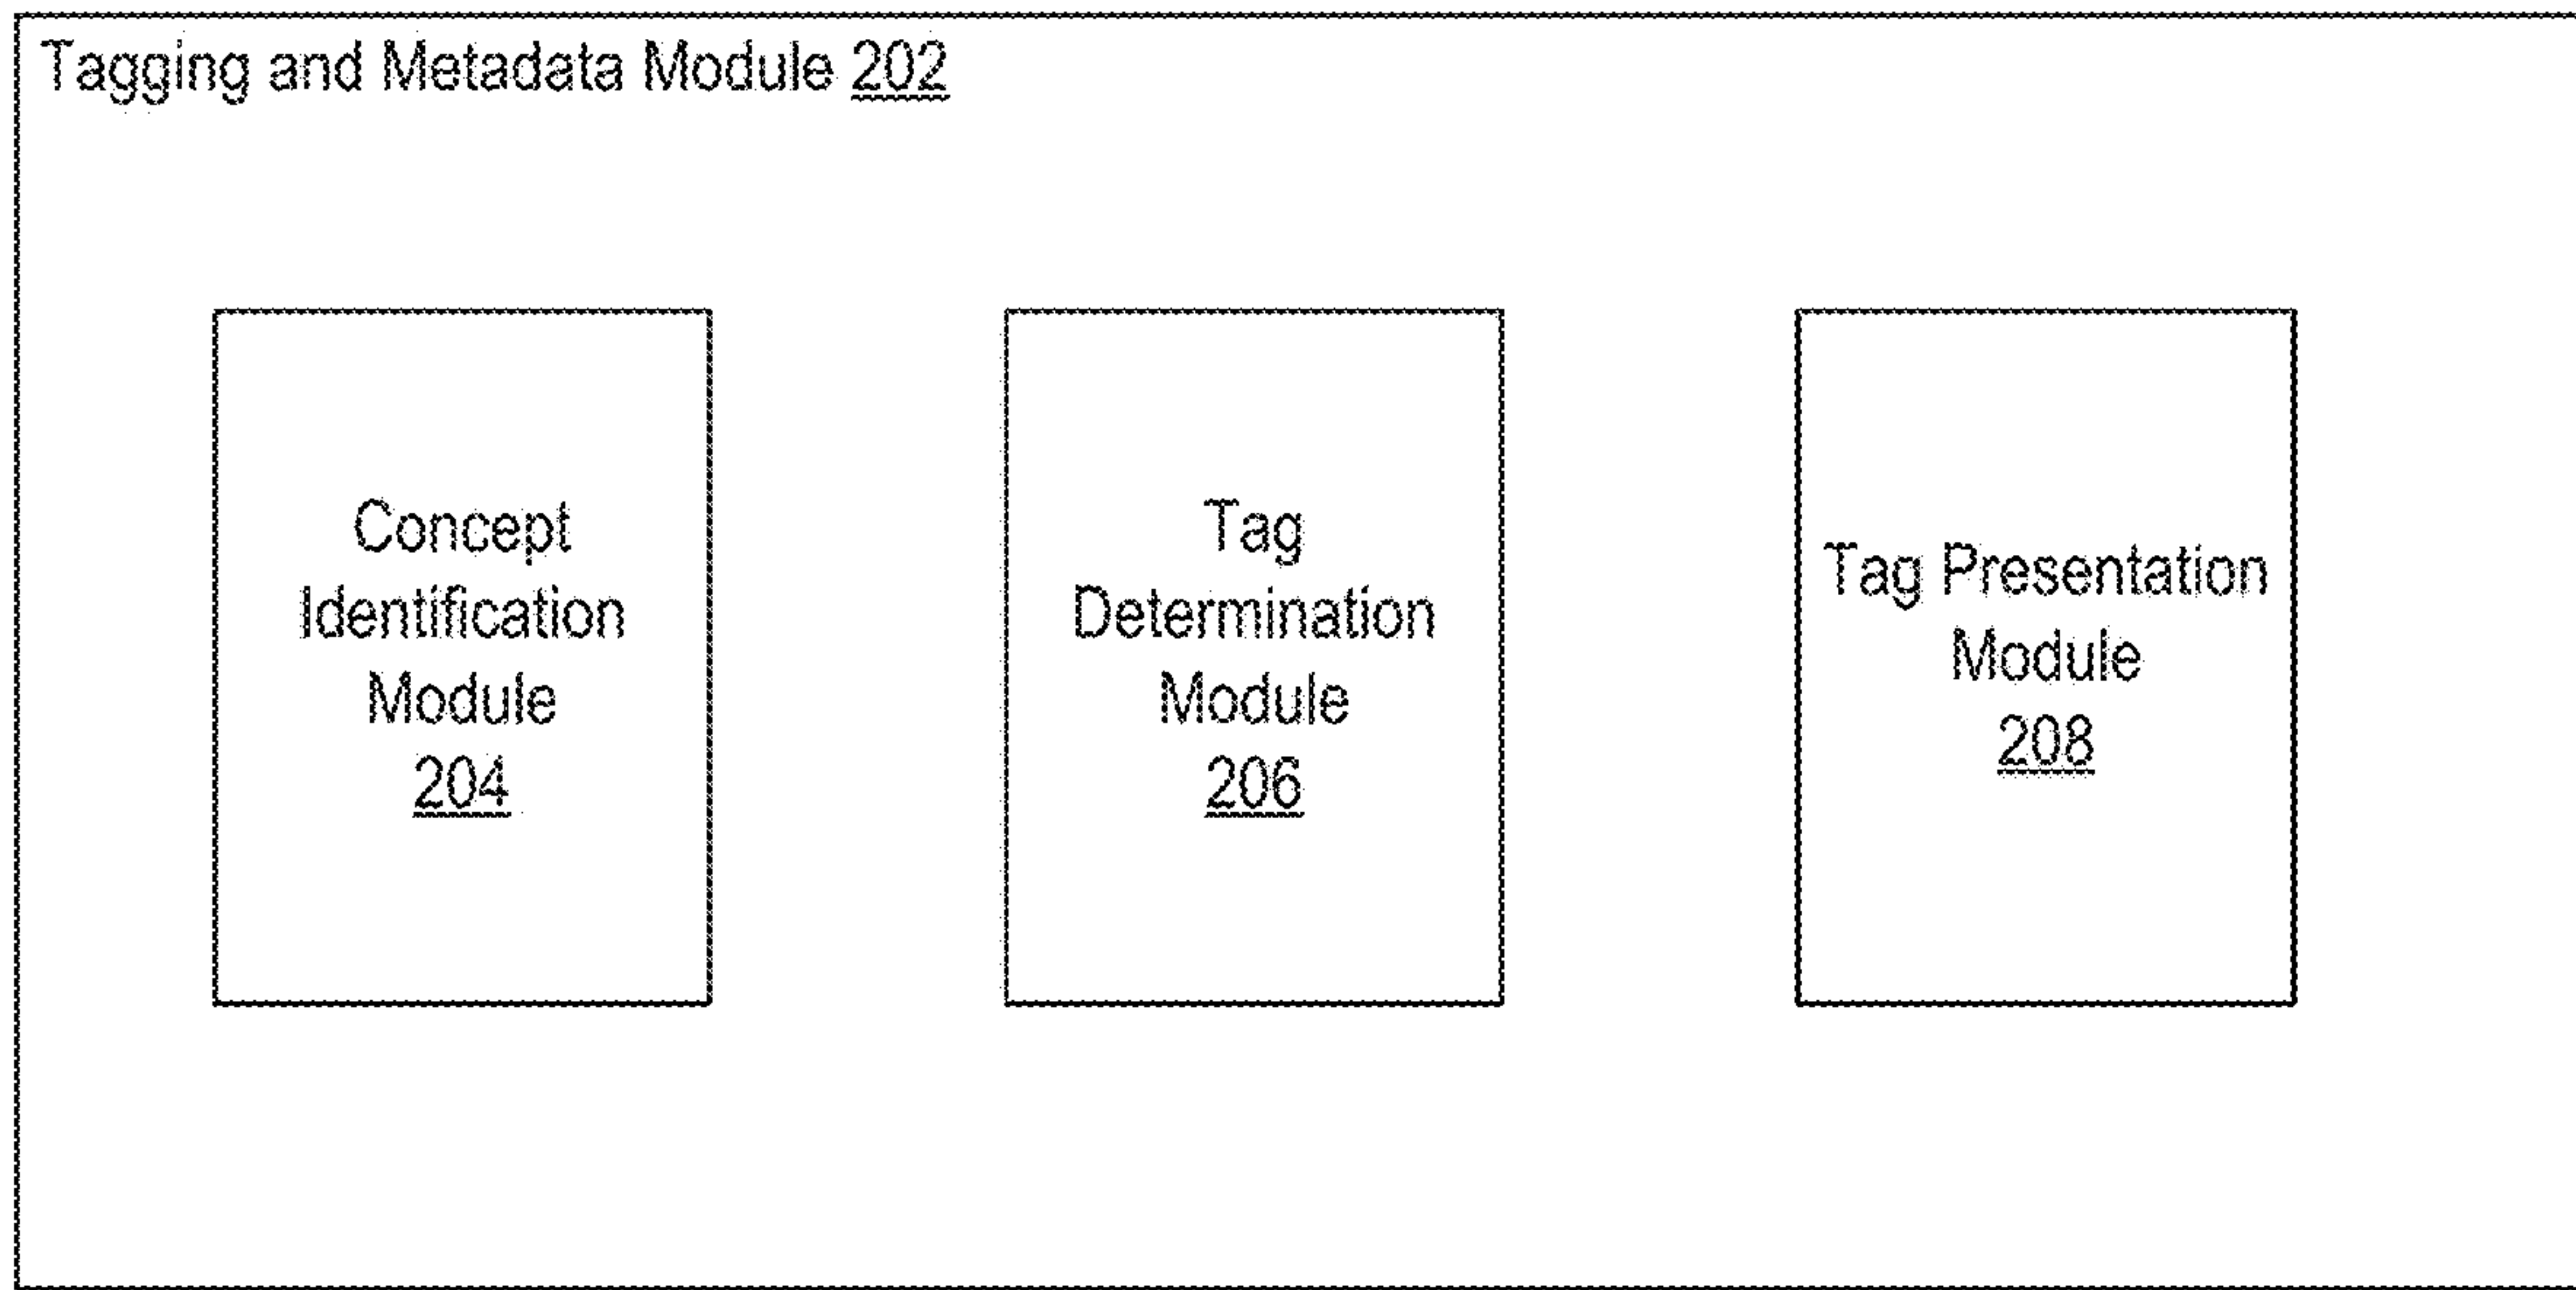 Tagging and Metadata Module 202
Concept
Identification
Module
204
Tag
Determination
Module
206
Tag Presentation
Module
208